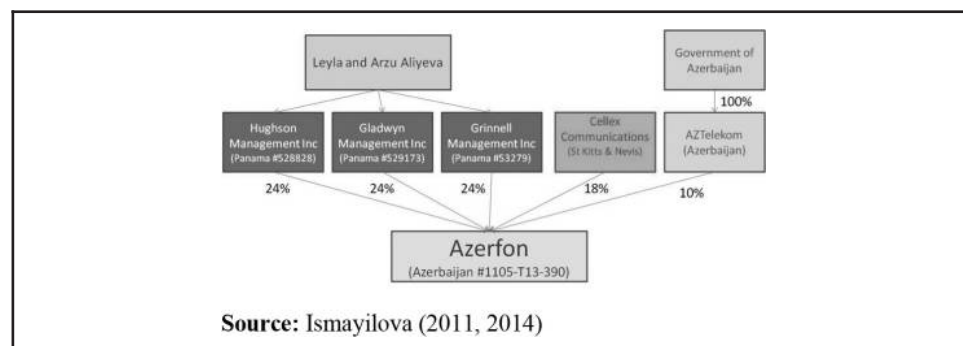 Leyla and Arzu Aliyeva
Government of
Azerbaijan
100%
Hughson
Management Inc
(Panama #528828)
Gladwyn
Management Inc
(Panama #529173)
Grinnell
Management Inc
(Panama #53279)
Cellex
Communications
(St Kitts & Nevis)
AZTelekom
(Azerbaijan)
24%
24%
24%
18%
10%
Azerfon
(Azerbaijan #1105-T13-390)
Source: Ismayilova (2011, 2014)